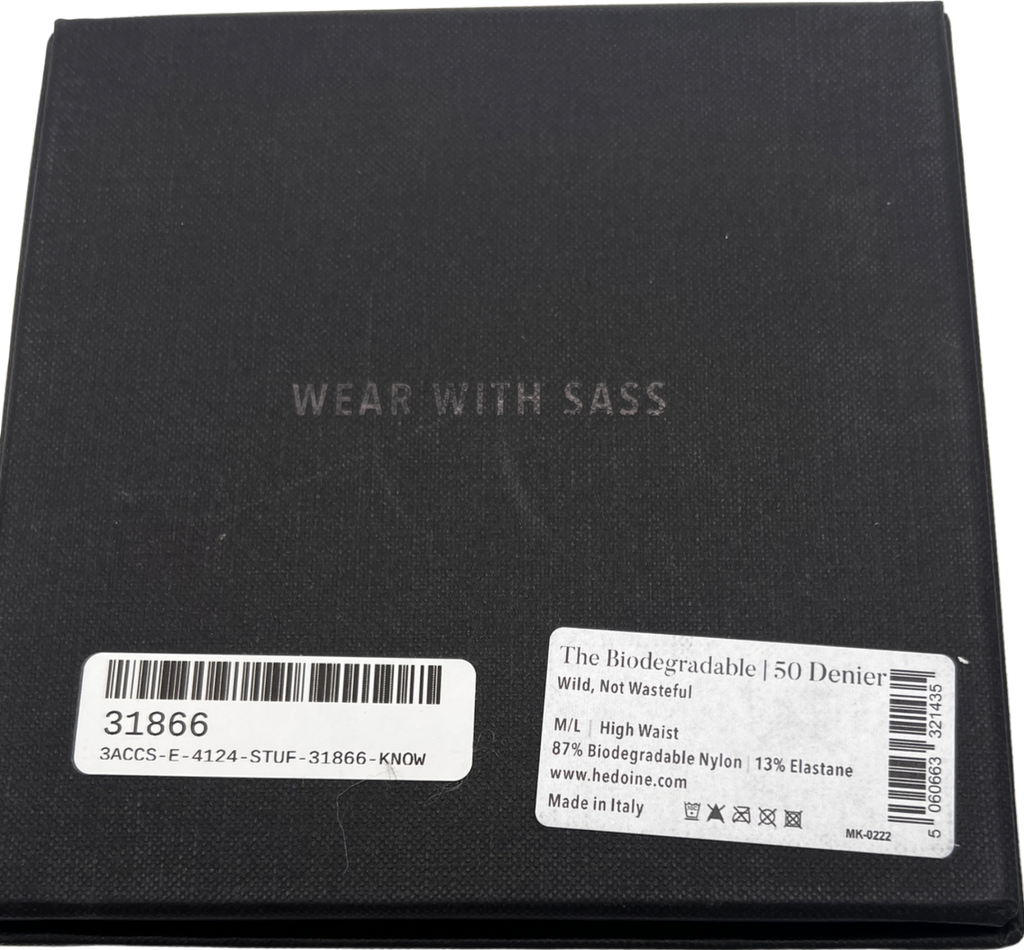 WEAR WITH SASS
31866
3ACCS-E-4124-STUF-31866-KNOW
The Biodegradable | 50 Denier
Wild, Not Wasteful
M/L | High Waist
87% Biodegradable Nylon | 13% Elastane
www.hedoine.com
Made in Italy
MK-0222
5 060663 321435